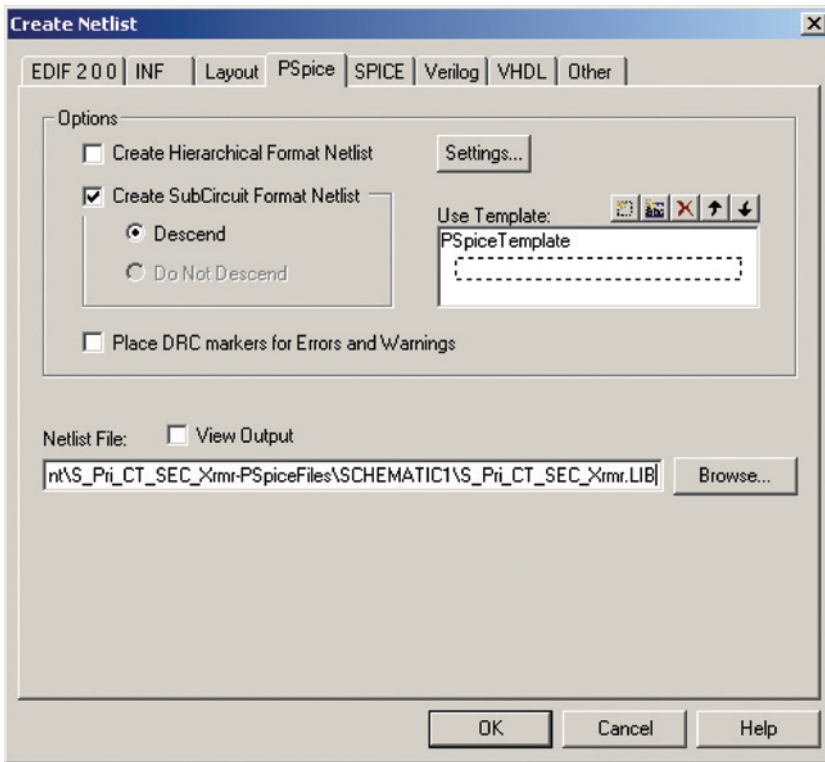 Create Netlist
EDIF 2 0 0 INF Layout PSpice SPICE Verilog VHDL Other
Options
Create Hierarchical Format Netlist
Settings...
Create SubCircuit Format Netlist
Descend
Do Not Descend
Use Template:
PSpiceTemplate
Place DRC markers for Errors and Warnings
Netlist File:
View Output
nt\S_Pri_CT_SEC_Xrmr-PSpiceFiles\SCHEMATIC1\S_Pri_CT_SEC_Xrmr.LIB
Browse...
OK Cancel Help